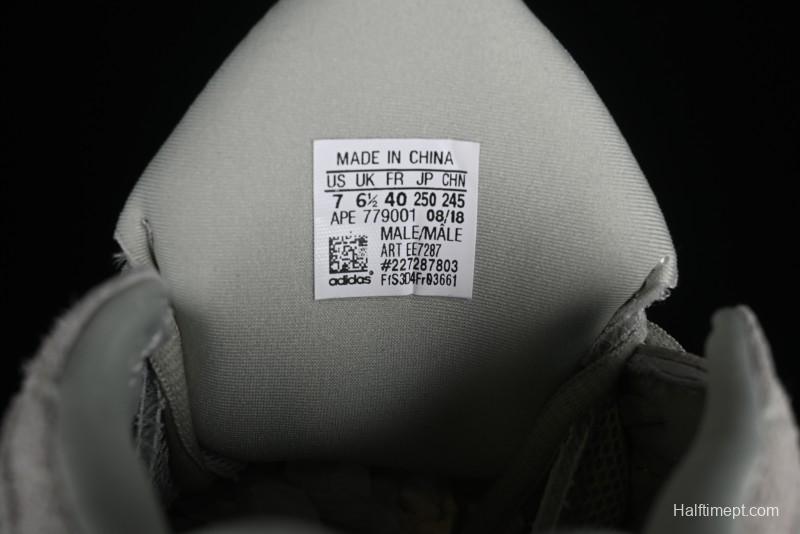 MADE IN CHINA
US UK FR JP CHN
7 6½ 40 250 245
APE 779001 08/18
MALE/MÂLE
ART EE7287
#227287803
adidas® FfS3D4Fr03661
Halftimept.com